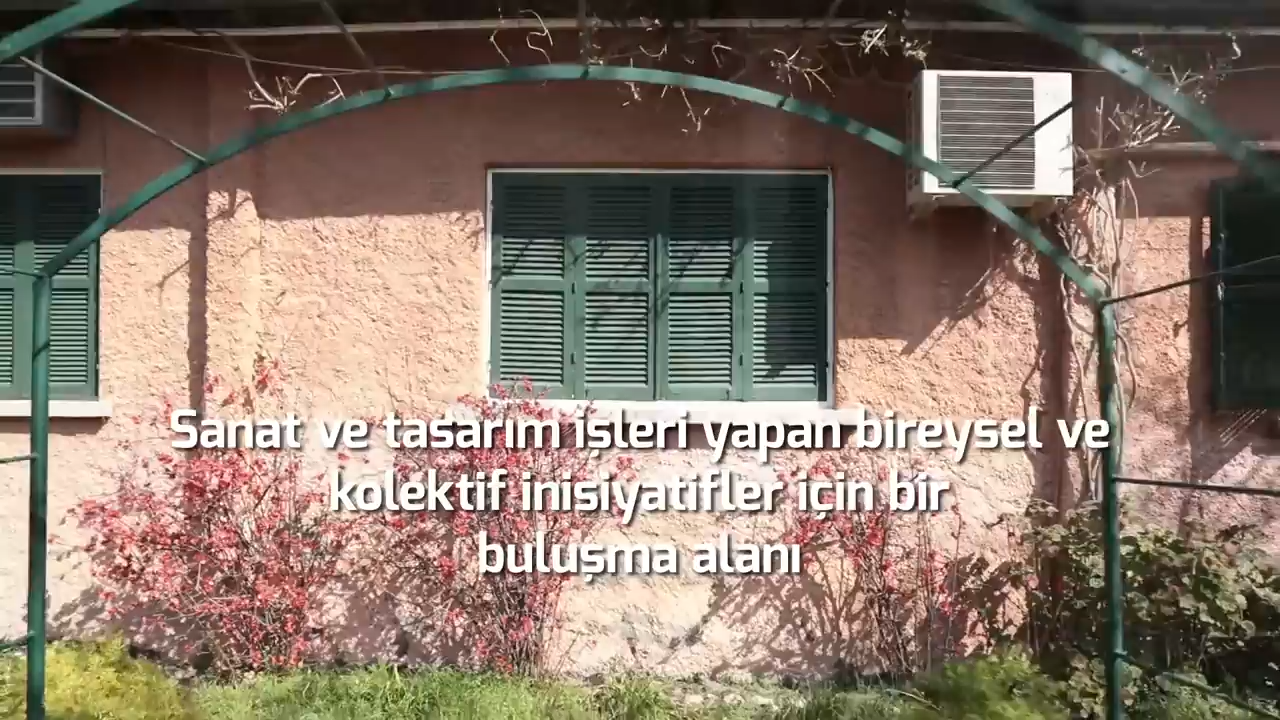 Sanat ve tasarım işleri yapan bireysel ve
kolektif inisiyatifler için bir
buluşma alanı